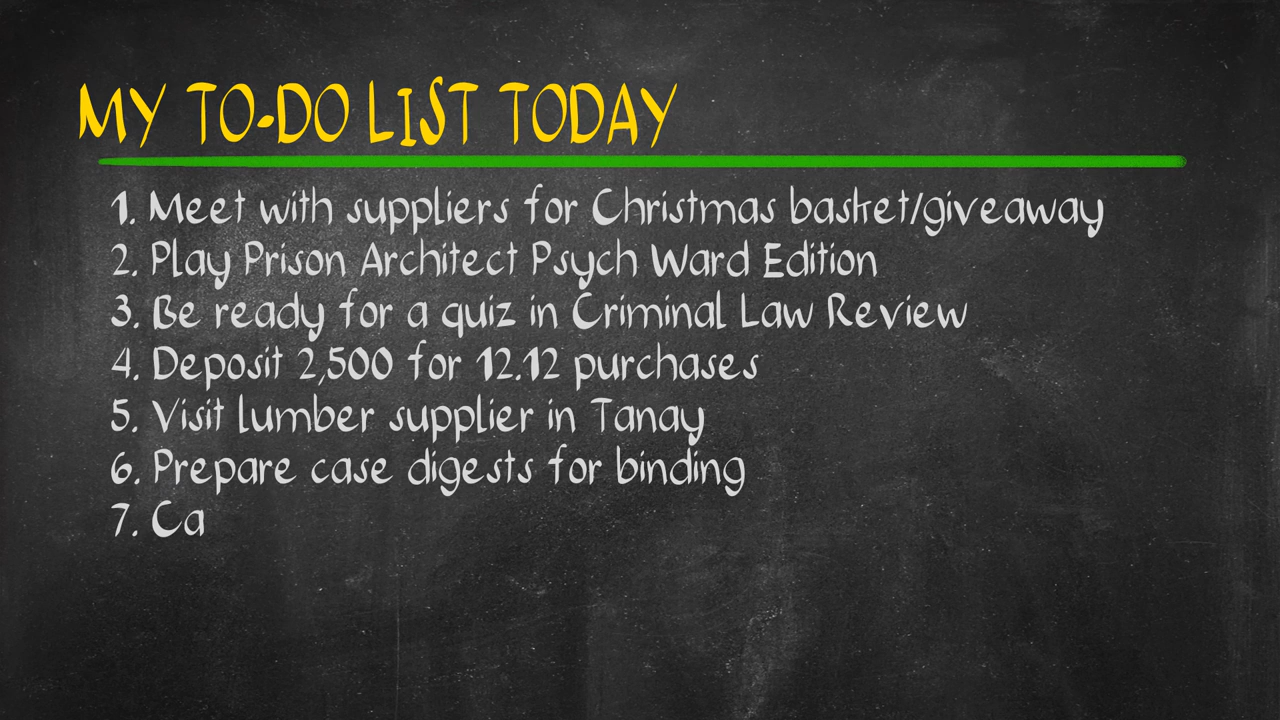 MY TO-DO LIST TODAY
1. Meet with suppliers for Christmas basket/giveaway
2. Play Prison Architect Psych Ward Edition
3. Be ready for a quiz in Criminal Law Review
4. Deposit 2,500 for 12.12 purchases
5. Visit lumber supplier in Tanay
6. Prepare case digests for binding
7. Ca